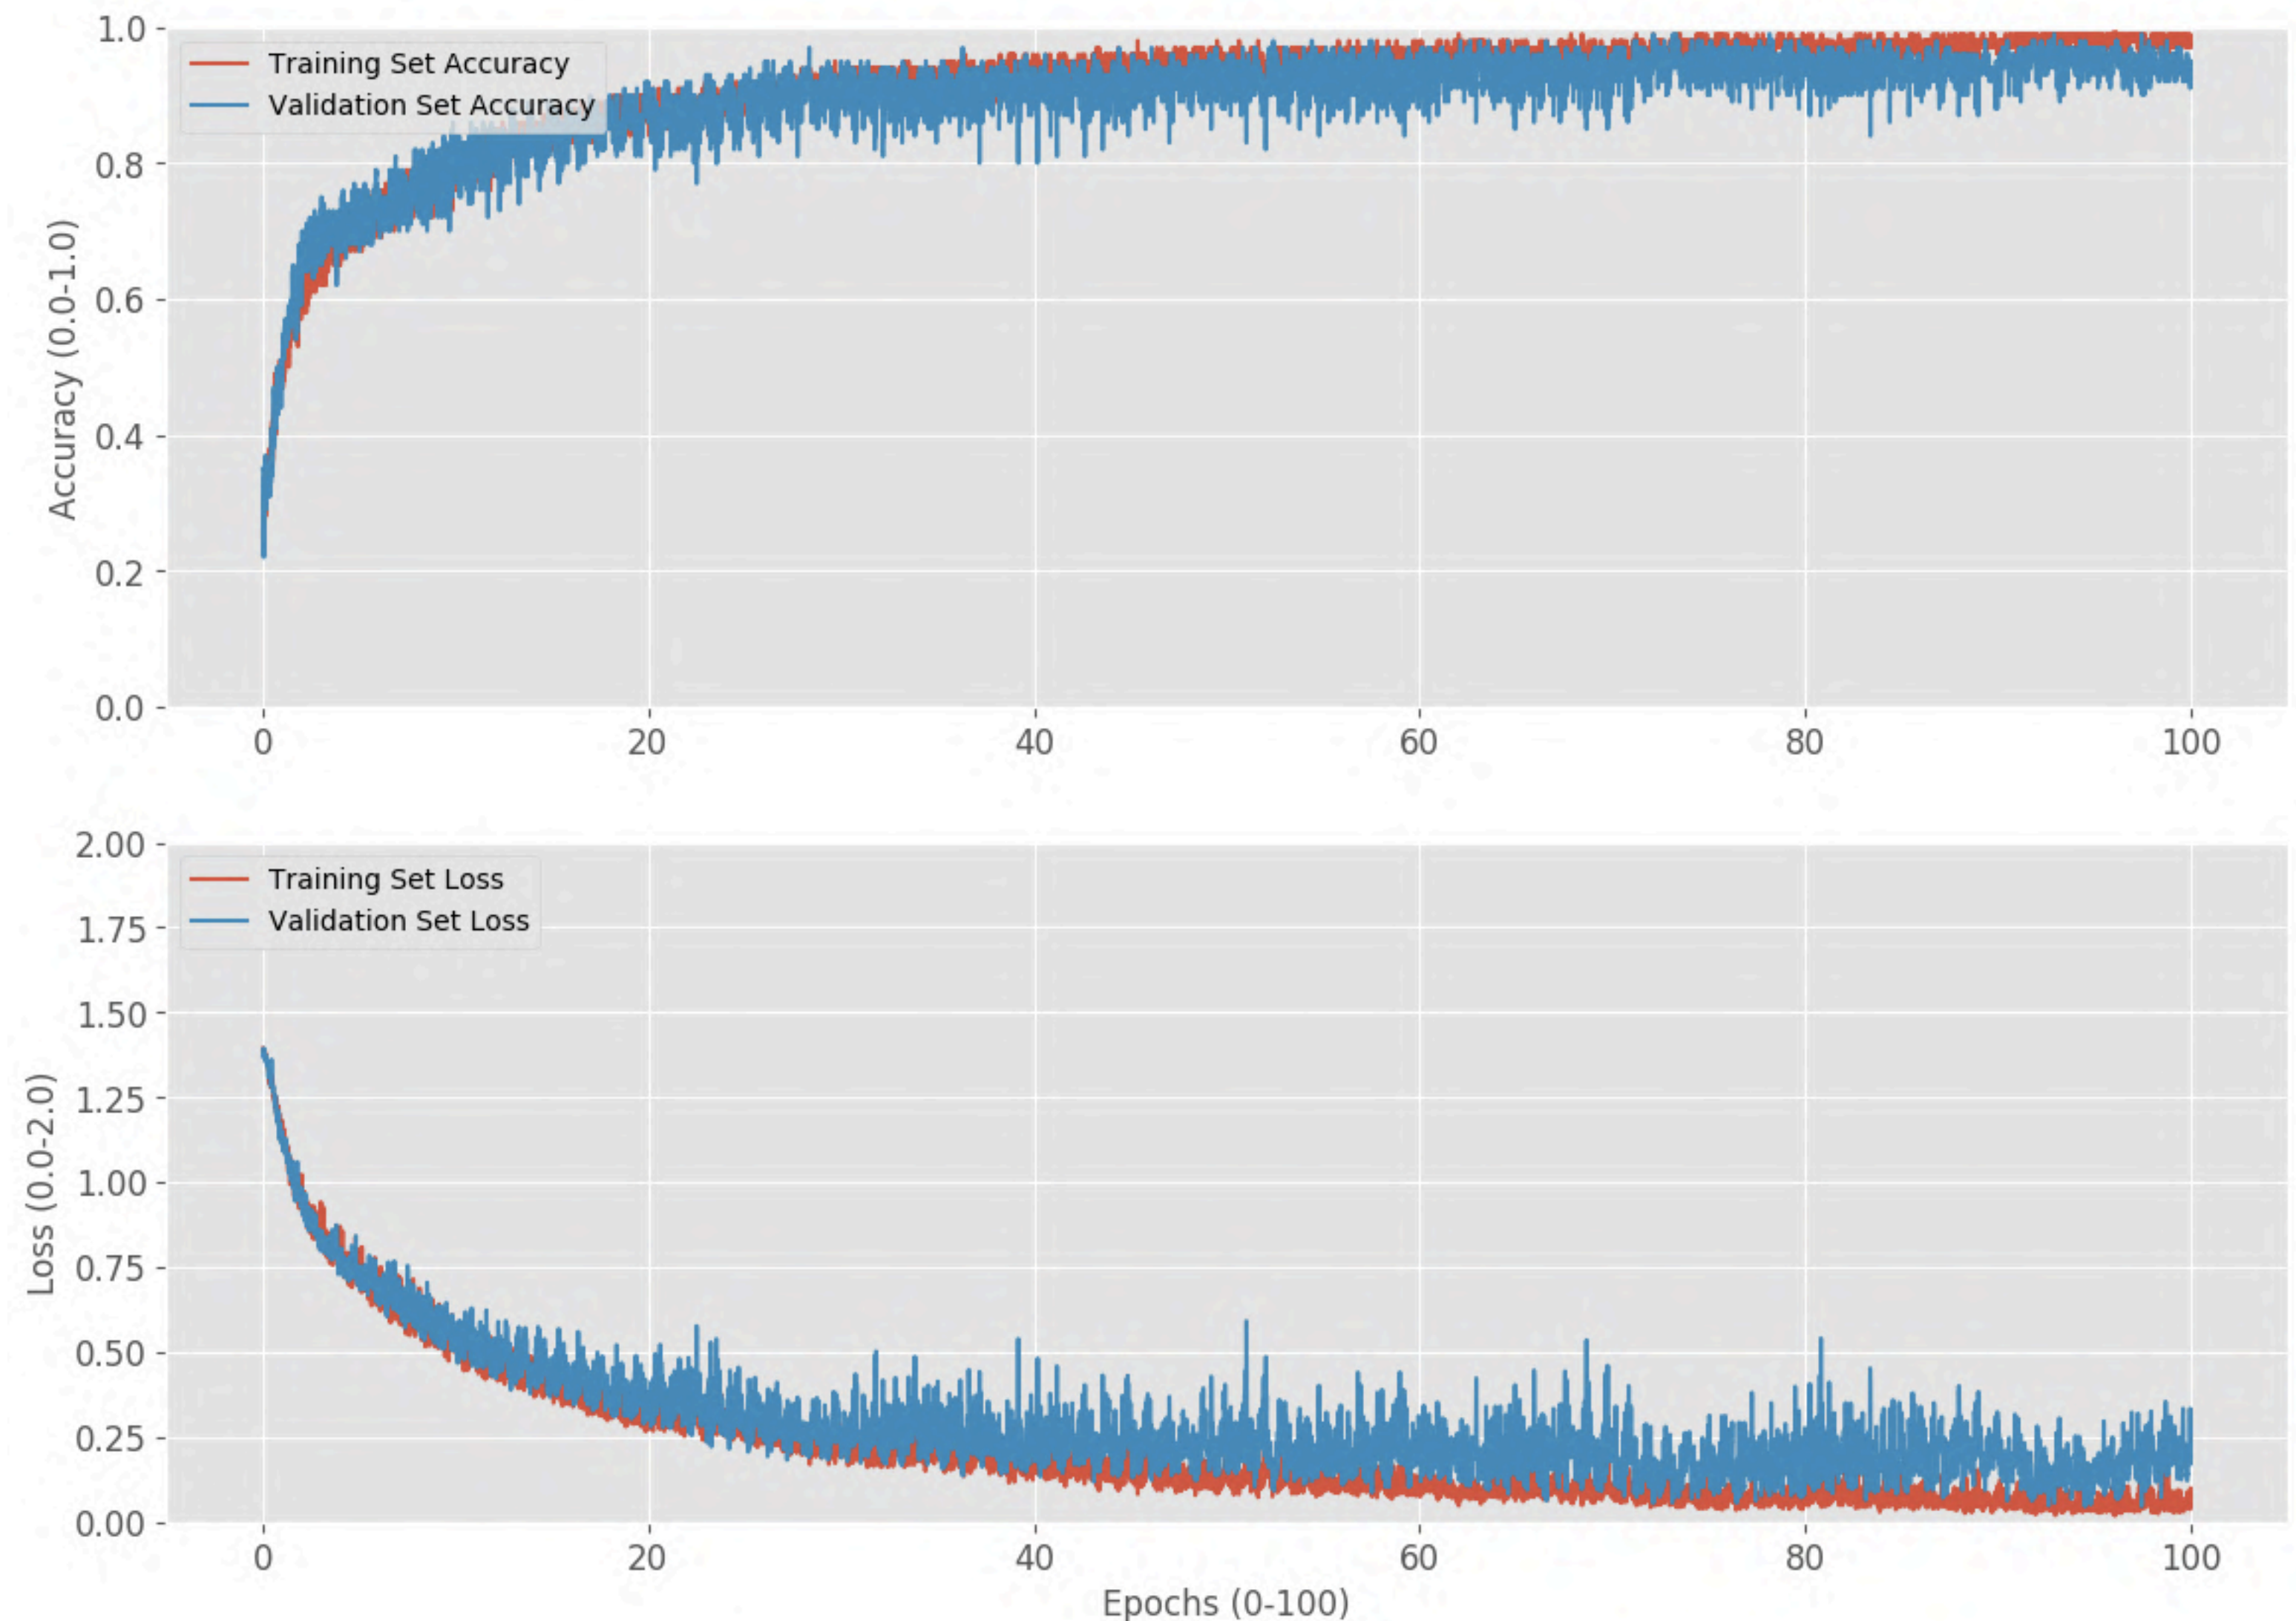 1.0
Training Set Accuracy
Validation Set Accuracy
0.8
0.6
0.4
0.2
0.0
Accuracy (0.0-1.0)
0 20 40 60 80 100
2.00
Training Set Loss
Validation Set Loss
1.75
1.50
1.25
1.00
0.75
0.50
0.25
0.00
Loss (0.0-2.0)
0 20 40 60 80 100
Epochs (0-100)